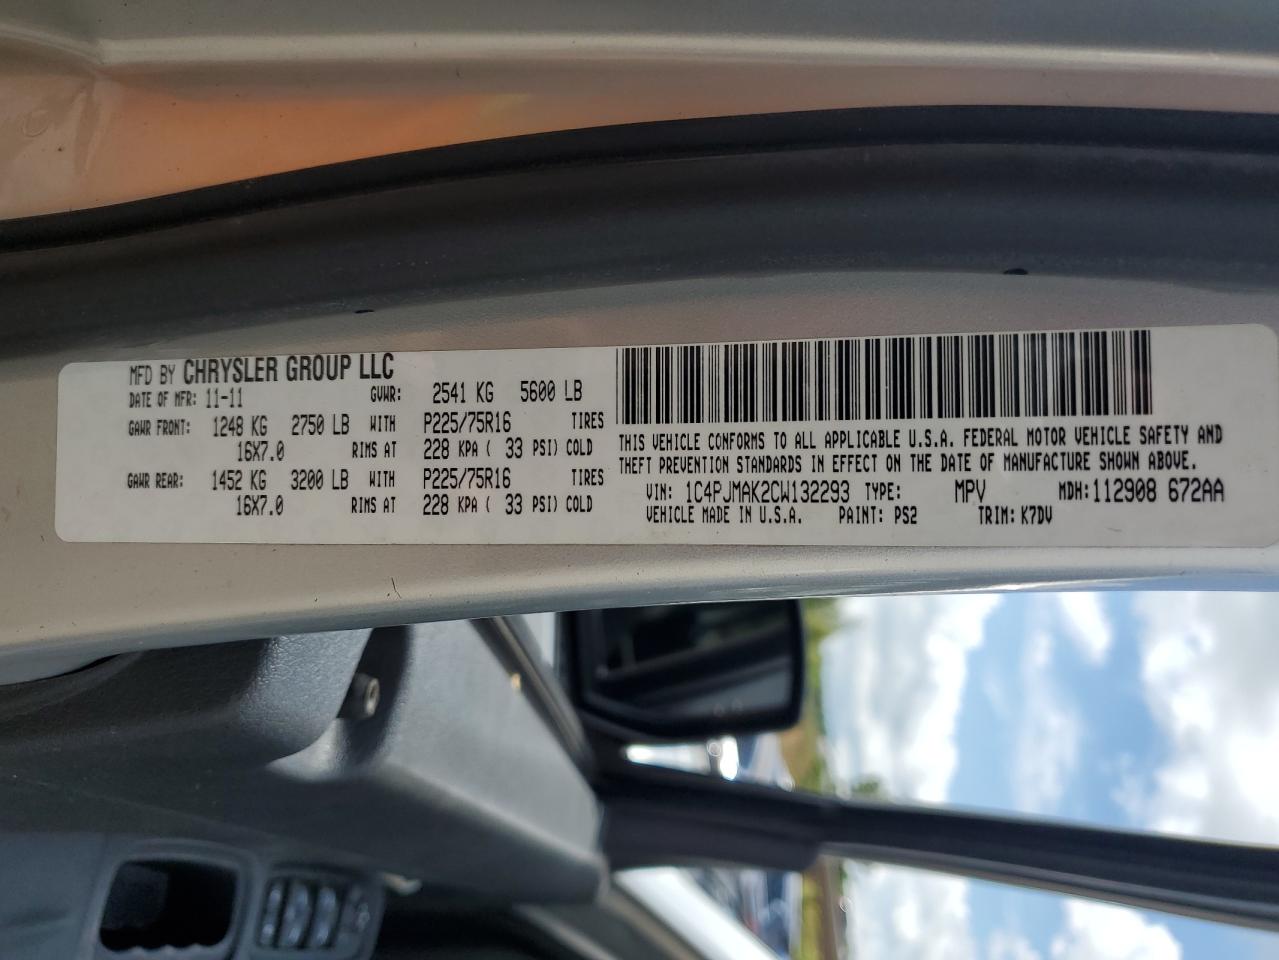 MFD BY CHRYSLER GROUP LLC
DATE OF MFR: 11-11 GVWR: 2541 KG 5600 LB
GAWR FRONT: 1248 KG 2750 LB WITH P225/75R16 TIRES
16X7.0 RIMS AT 228 KPA ( 33 PSI) COLD
GAWR REAR: 1452 KG 3200 LB WITH P225/75R16 TIRES
16X7.0 RIMS AT 228 KPA ( 33 PSI) COLD
THIS VEHICLE CONFORMS TO ALL APPLICABLE U.S.A. FEDERAL MOTOR VEHICLE SAFETY AND
THEFT PREVENTION STANDARDS IN EFFECT ON THE DATE OF MANUFACTURE SHOWN ABOVE.
VIN: 1C4PJMAK2CW132293 TYPE: MPV MDH: 112908 672AA
VEHICLE MADE IN U.S.A. PAINT: PS2 TRIM: K7DV